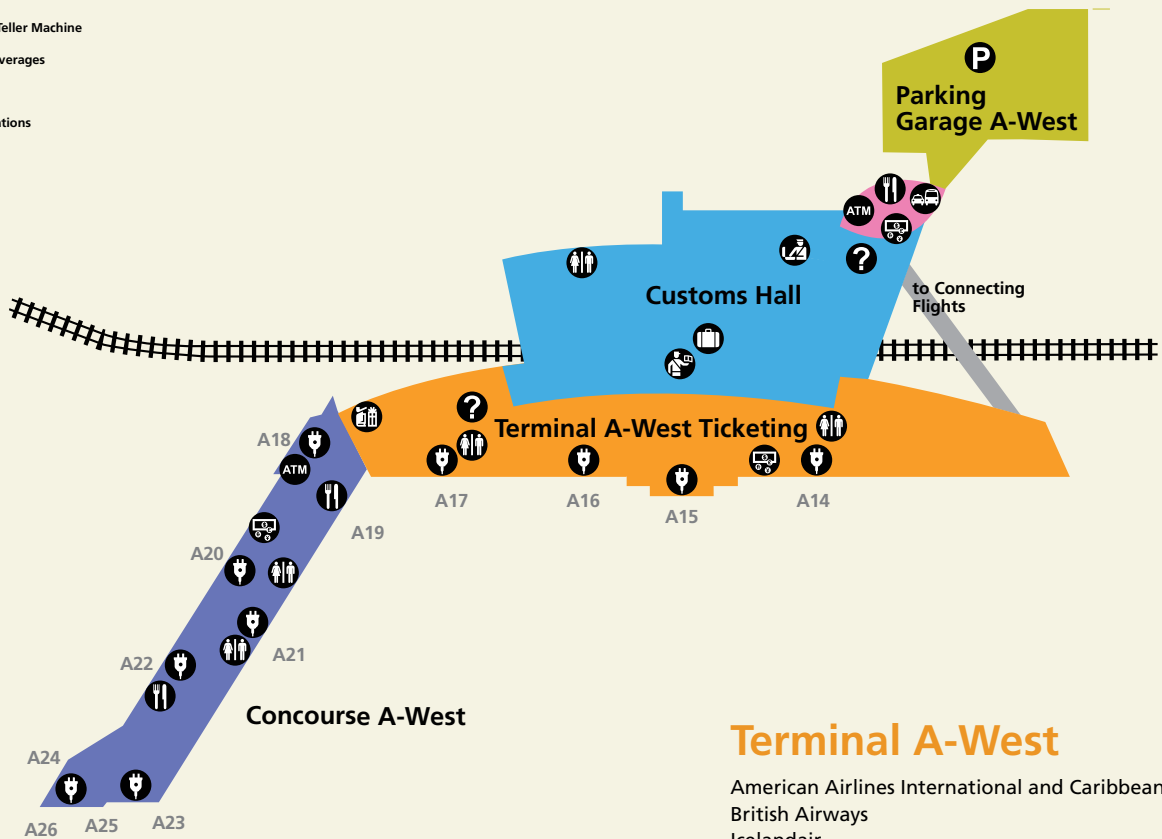 Teller Machine
P
Parking
Garage A-West
ATM
?
to Connecting
Flights
Customs Hall
?
Terminal A-West Ticketing
A18
ATM
A17
A16
A15
A14
A19
A20
A21
A22
Concourse A-West
A24
A26
A25
A23
Terminal A-West
American Airlines International and Caribbean
British Airways
Icelandair